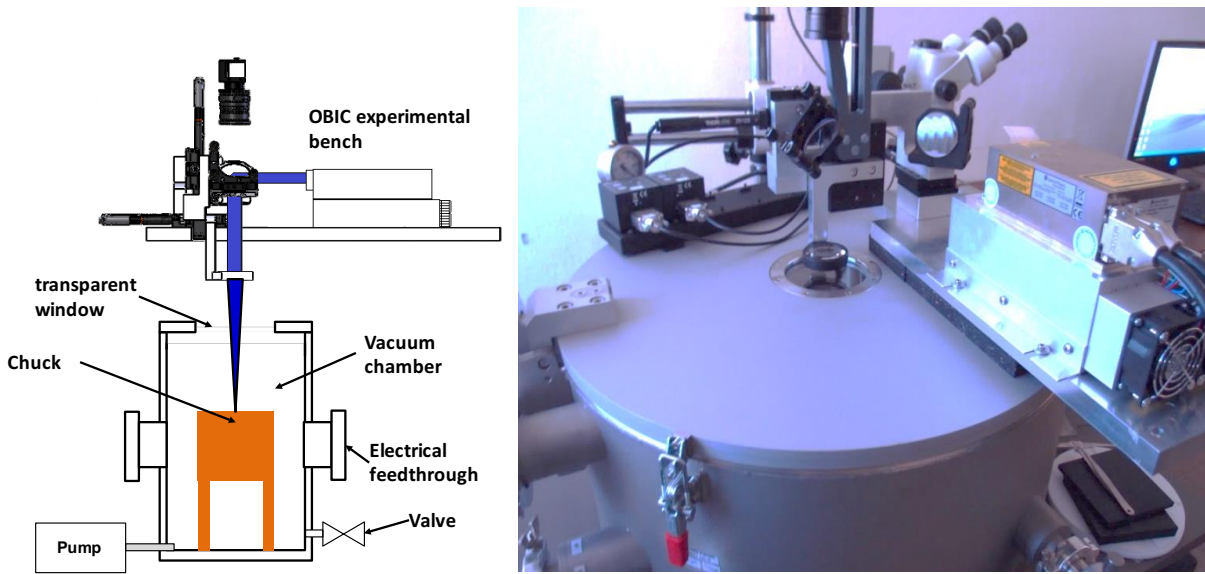 OBIC experimental
bench
transparent
window
Chuck
Vacuum
chamber
Electrical
feedthrough
Valve
Pump